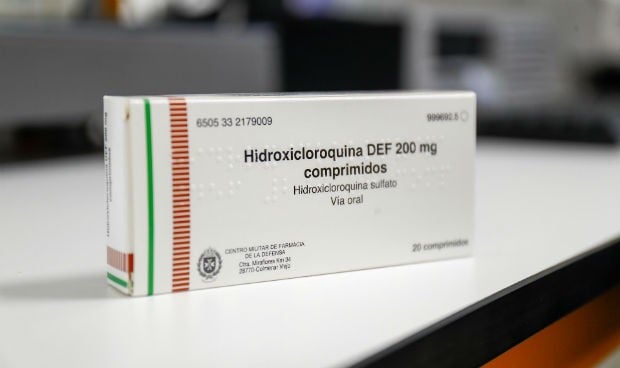 6505 33 2179009
999692.5
Hidroxicloroquina DEF 200 mg
comprimidos
Hidroxicloroquina sulfato
Vía oral
CENTRO MILITAR DE FARMACIA
DE LA DEFENSA
Ctra. Miraflores Km 34
28770-Colmenar Viejo
20 comprimidos